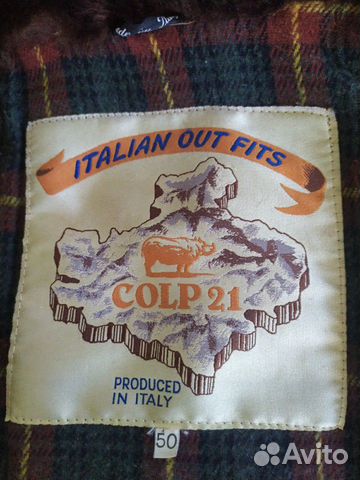 ITALIAN OUT FITS
COLP 21
PRODUCED
IN ITALY
50
Avito